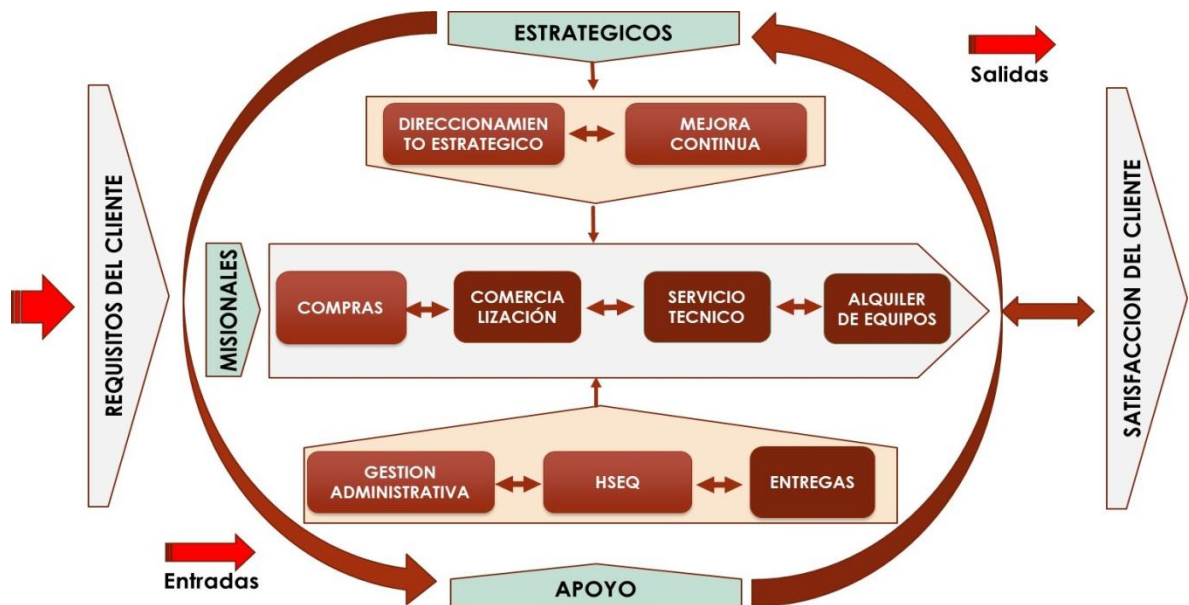 ESTRATEGICOS
Salidas
DIRECCIONAMIEN
TO ESTRATEGICO
MEJORA
CONTINUA
REQUISITOS DEL CLIENTE
MISIONALES
COMPRAS
COMERCIA
LIZACIÓN
SERVICIO
TECNICO
ALQUILER
DE EQUIPOS
SATISFACCION DEL CLIENTE
GESTION
ADMINISTRATIVA
HSEQ
ENTREGAS
Entradas
APOYO